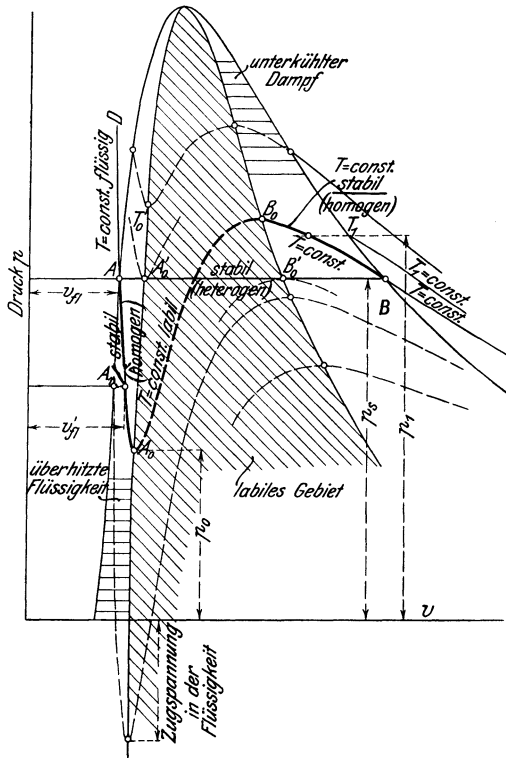 unterkühlter
Dampf
D
T=const. flüssig
T=const.
stabil
(homogen)
T₀
B₀
T₁
T=const.
A
A₀'
stabil
(heterogen)
B₀'
T₁=const.
T=const.
B
Druck p
v_fl
stabil
(homogen)
T=const. labil
A₁
v'_fl
A₀
p_s
p₁
überhitzte
Flüssigkeit
labiles Gebiet
p₀
v
Zugspannung
in der
Flüssigkeit